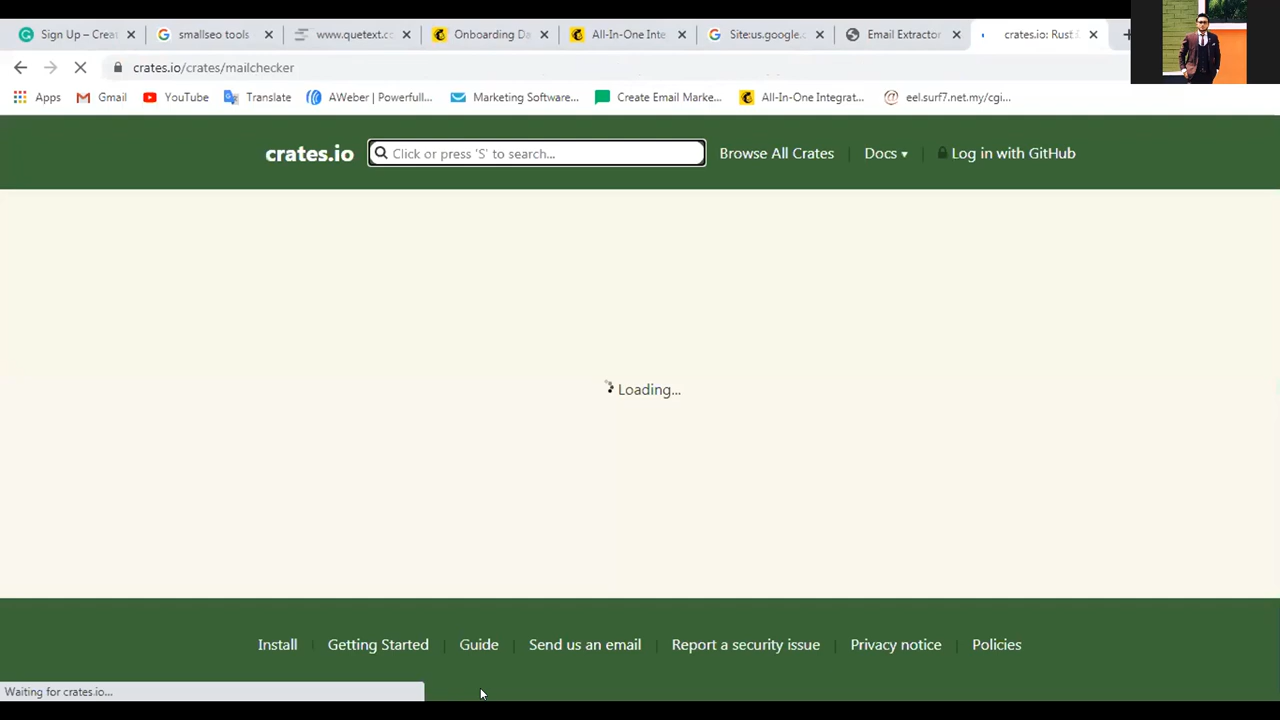 Sign Up – Creat
smallseo tools
www.quetext.cc
Onboarding Da
All-In-One Inte
Site:us.google.c
Email Extractor
crates.io: Rust
crates.io/crates/mailchecker
Apps
Gmail
YouTube
Translate
AWeber | Powerfull...
Marketing Software...
Create Email Marke...
All-In-One Integrat...
eel.surf7.net.my/cgi...
crates.io
Click or press 'S' to search...
Browse All Crates
Docs
Log in with GitHub
Loading...
Install
Getting Started
Guide
Send us an email
Report a security issue
Privacy notice
Policies
Waiting for crates.io...